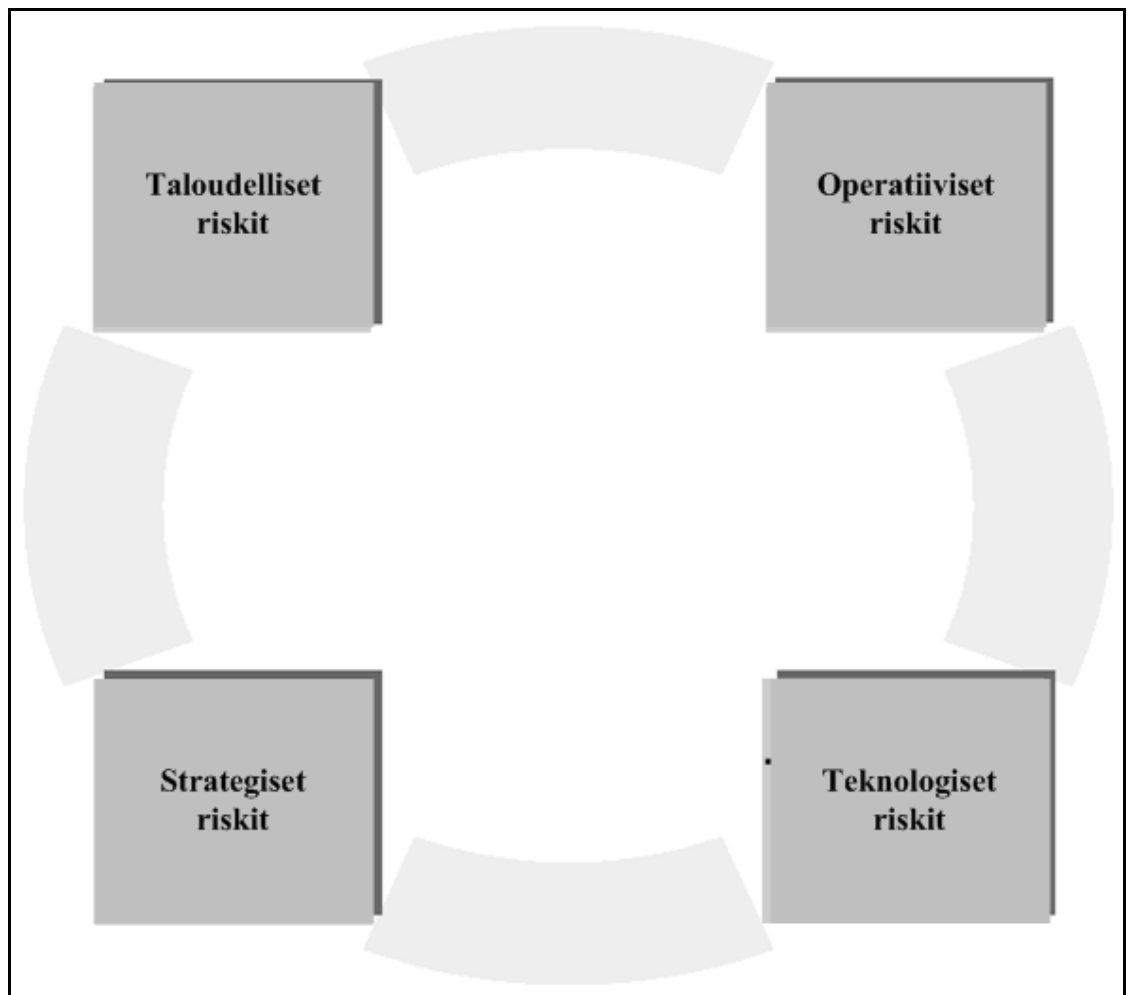 Taloudelliset
riskit
Operatiiviset
riskit
Strategiset
riskit
Teknologiset
riskit